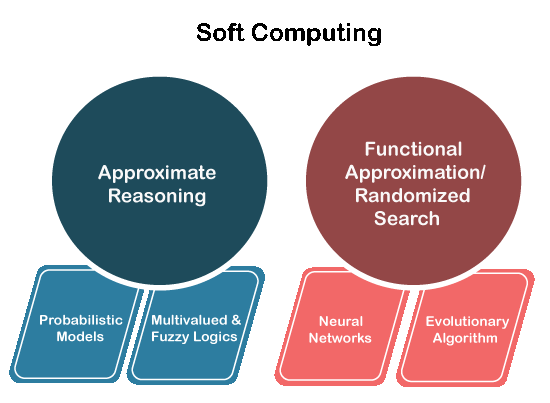 Soft Computing
Approximate
Reasoning
Functional
Approximation/
Randomized
Search
Probabilistic
Models
Multivalued &
Fuzzy Logics
Neural
Networks
Evolutionary
Algorithm